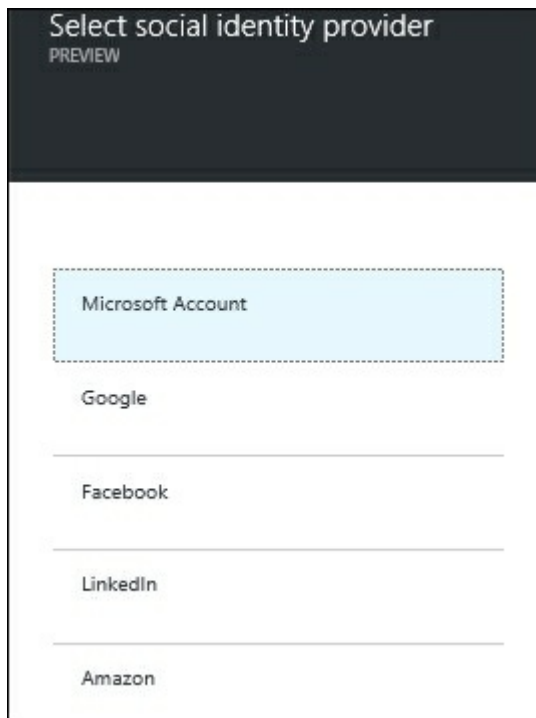 Select social identity provider
PREVIEW
Microsoft Account
Google
Facebook
LinkedIn
Amazon